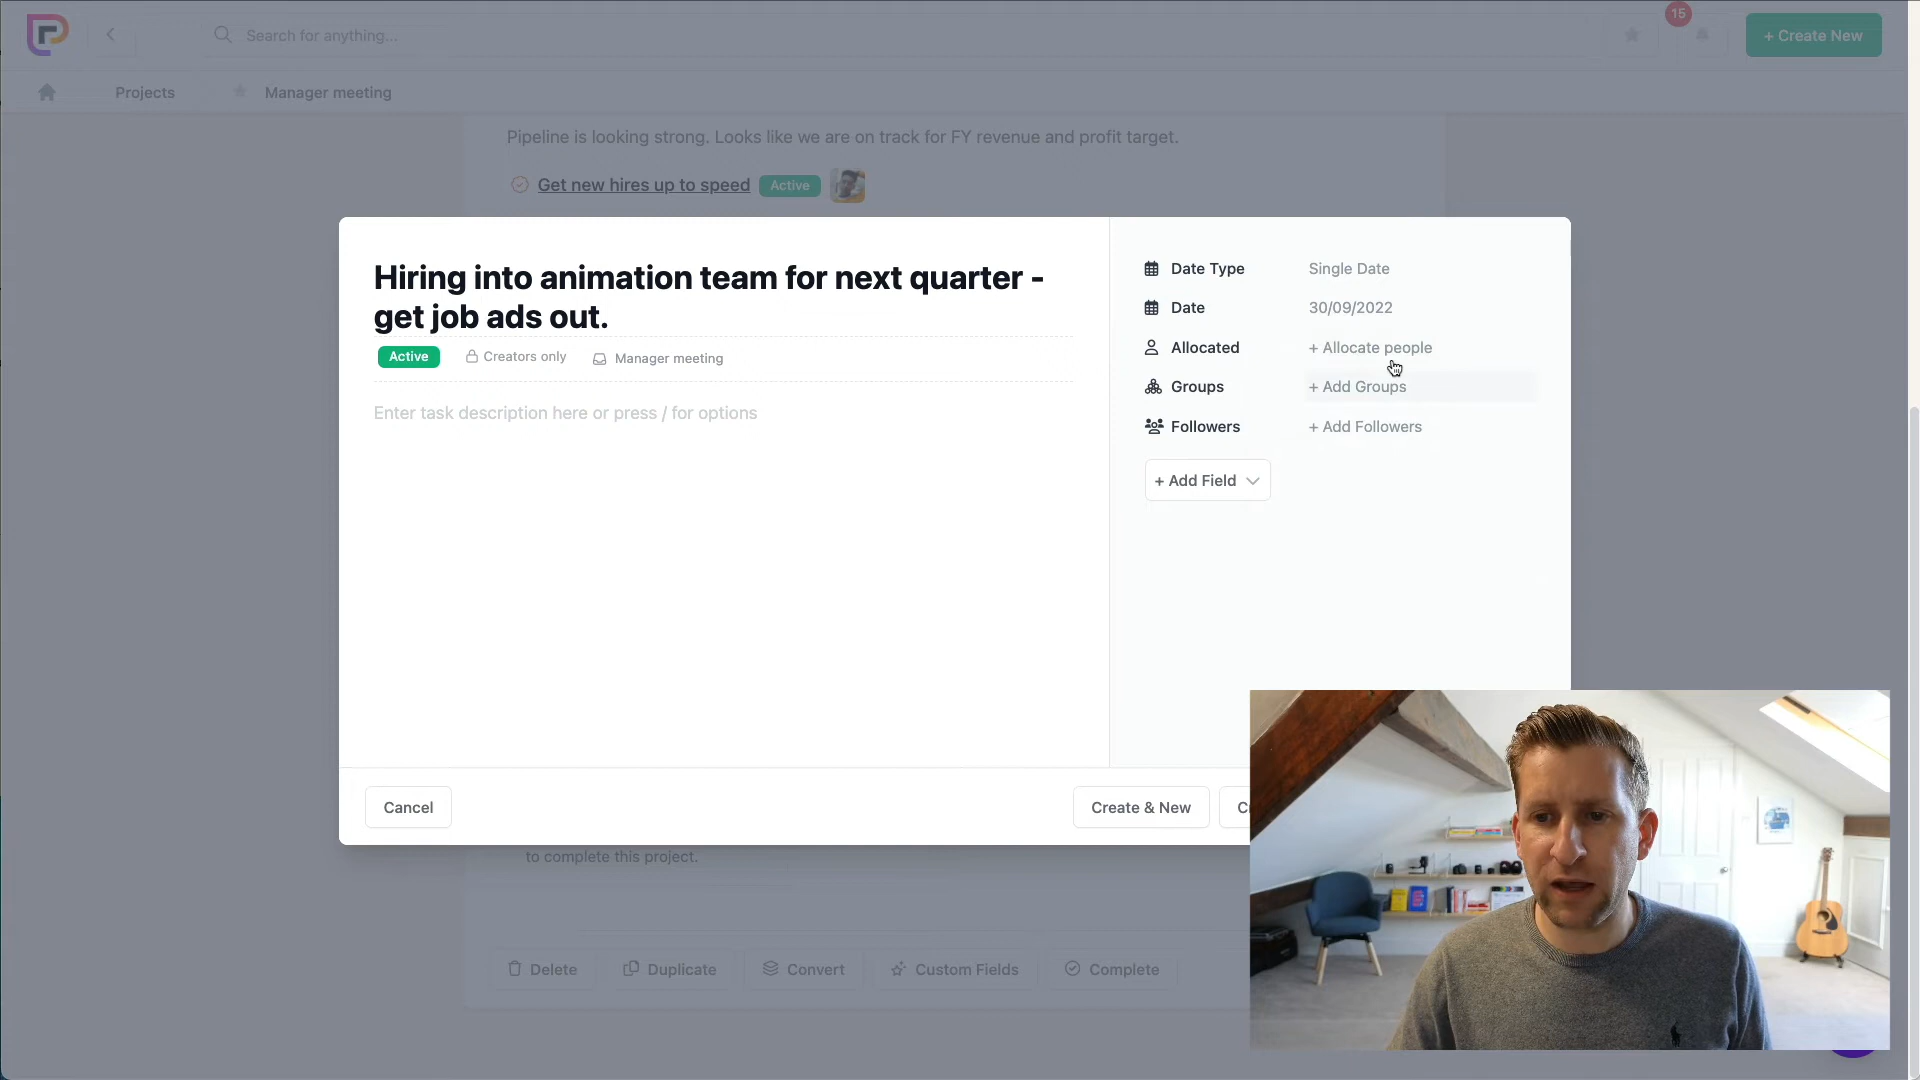 Search for anything...
15
+ Create New
Projects
Manager meeting
Pipeline is looking strong. Looks like we are on track for FY revenue and profit target.
Get new hires up to speed
Active
Hiring into animation team for next quarter -
get job ads out.
Active
Creators only
Manager meeting
Enter task description here or press / for options
Date Type
Single Date
Date
30/09/2022
Allocated
+ Allocate people
Groups
+ Add Groups
Followers
+ Add Followers
+ Add Field
Cancel
Create & New
to complete this project.
Delete
Duplicate
Convert
Custom Fields
Complete